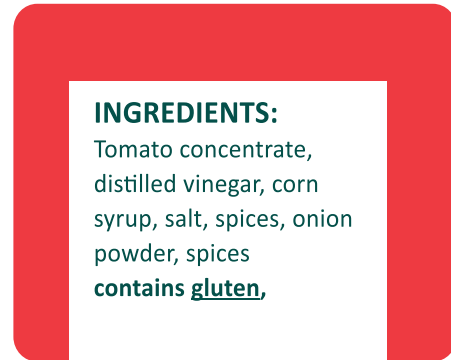 INGREDIENTS:
Tomato concentrate,
distilled vinegar, corn
syrup, salt, spices, onion
powder, spices
contains gluten,